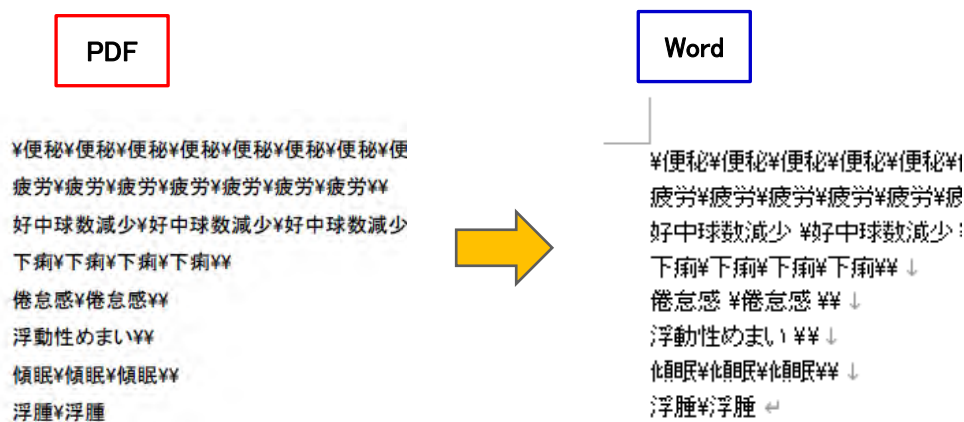 PDF
¥便秘¥便秘¥便秘¥便秘¥便秘¥便秘¥便秘¥便
疲労¥疲労¥疲労¥疲労¥疲労¥疲労¥疲労¥¥
好中球数減少¥好中球数減少¥好中球数減少
下痢¥下痢¥下痢¥下痢¥¥
倦怠感¥倦怠感¥¥
浮動性めまい¥¥
傾眠¥傾眠¥傾眠¥¥
浮腫¥浮腫
Word
¥便秘¥便秘¥便秘¥便秘¥便秘¥
疲労¥疲労¥疲労¥疲労¥疲労¥疲
好中球数減少 ¥好中球数減少 ¥
下痢¥下痢¥下痢¥下痢¥¥ ↓
倦怠感 ¥倦怠感 ¥¥ ↓
浮動性めまい ¥¥ ↓
傾眠¥傾眠¥傾眠¥¥ ↓
浮腫¥浮腫 ↵